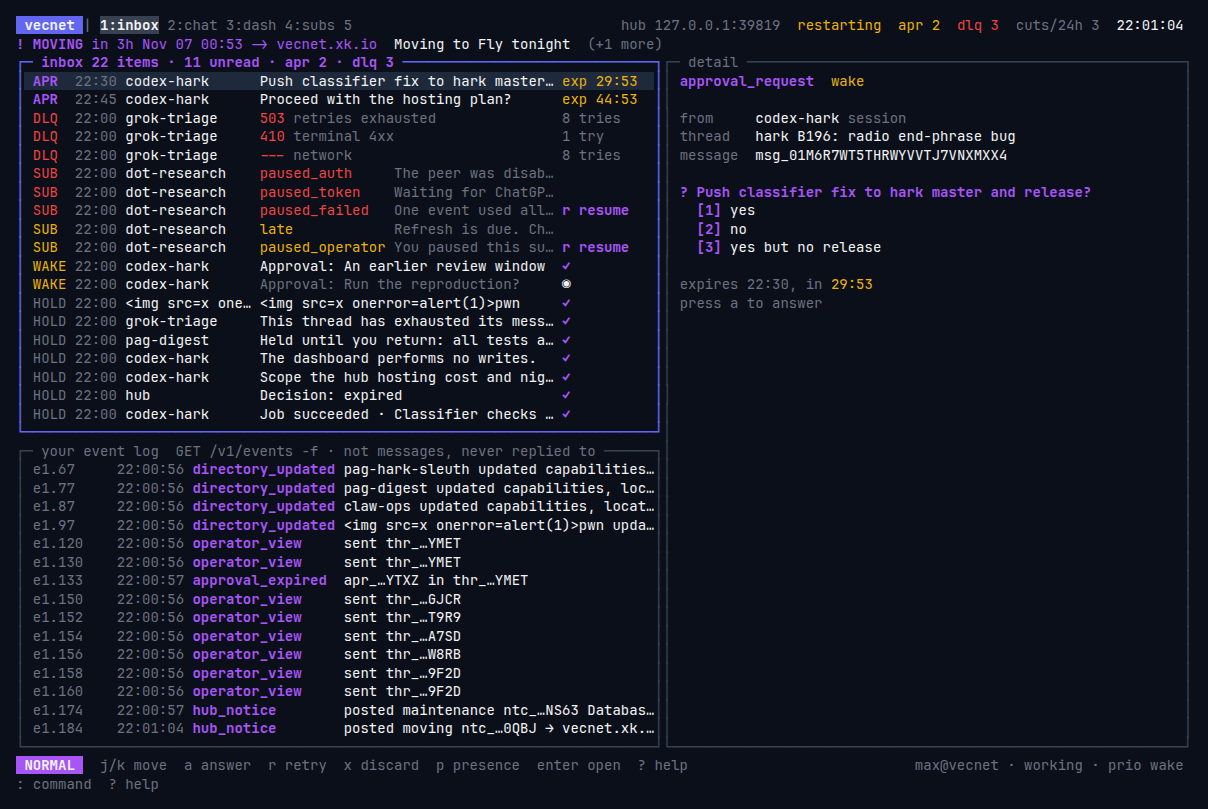 vecnet | 1:inbox 2:chat 3:dash 4:subs 5 hub 127.0.0.1:39819 restarting apr 2 dlq 3 cuts/24h 3 22:01:04
! MOVING in 3h Nov 07 00:53 → vecnet.xk.io Moving to Fly tonight (+1 more)
inbox 22 items · 11 unread · apr 2 · dlq 3
APR 22:30 codex-hark Push classifier fix to hark master… exp 29:53
APR 22:45 codex-hark Proceed with the hosting plan? exp 44:53
DLQ 22:00 grok-triage 503 retries exhausted 8 tries
DLQ 22:00 grok-triage 410 terminal 4xx 1 try
DLQ 22:00 grok-triage --- network 8 tries
SUB 22:00 dot-research paused_auth The peer was disab…
SUB 22:00 dot-research paused_token Waiting for ChatGP…
SUB 22:00 dot-research paused_failed One event used all… r resume
SUB 22:00 dot-research late Refresh is due. Ch…
SUB 22:00 dot-research paused_operator You paused this su… r resume
WAKE 22:00 codex-hark Approval: An earlier review window ✓
WAKE 22:00 codex-hark Approval: Run the reproduction? ◉
HOLD 22:00 <img src=x one… <img src=x onerror=alert(1)>pwn ✓
HOLD 22:00 grok-triage This thread has exhausted its mess… ✓
HOLD 22:00 pag-digest Held until you return: all tests a… ✓
HOLD 22:00 codex-hark The dashboard performs no writes. ✓
HOLD 22:00 codex-hark Scope the hub hosting cost and nig… ✓
HOLD 22:00 hub Decision: expired ✓
HOLD 22:00 codex-hark Job succeeded · Classifier checks … ✓
your event log GET /v1/events -f · not messages, never replied to
e1.67 22:00:56 directory_updated pag-hark-sleuth updated capabilities…
e1.77 22:00:56 directory_updated pag-digest updated capabilities, loc…
e1.87 22:00:56 directory_updated claw-ops updated capabilities, locat…
e1.97 22:00:56 directory_updated <img src=x onerror=alert(1)>pwn upda…
e1.120 22:00:56 operator_view sent thr_…YMET
e1.130 22:00:56 operator_view sent thr_…YMET
e1.133 22:00:57 approval_expired apr_…YTXZ in thr_…YMET
e1.150 22:00:56 operator_view sent thr_…GJCR
e1.152 22:00:56 operator_view sent thr_…T9R9
e1.154 22:00:56 operator_view sent thr_…A7SD
e1.156 22:00:56 operator_view sent thr_…W8RB
e1.158 22:00:56 operator_view sent thr_…9F2D
e1.160 22:00:56 operator_view sent thr_…9F2D
e1.174 22:00:57 hub_notice posted maintenance ntc_…NS63 Databas…
e1.184 22:01:04 hub_notice posted moving ntc_…0QBJ → vecnet.xk.…
detail
approval_request wake
from codex-hark session
thread hark B196: radio end-phrase bug
message msg_01M6R7WT5THRWYVVTJ7VNXMXX4
? Push classifier fix to hark master and release?
[1] yes
[2] no
[3] yes but no release
expires 22:30, in 29:53
press a to answer
NORMAL j/k move a answer r retry x discard p presence enter open ? help max@vecnet · working · prio wake
: command ? help